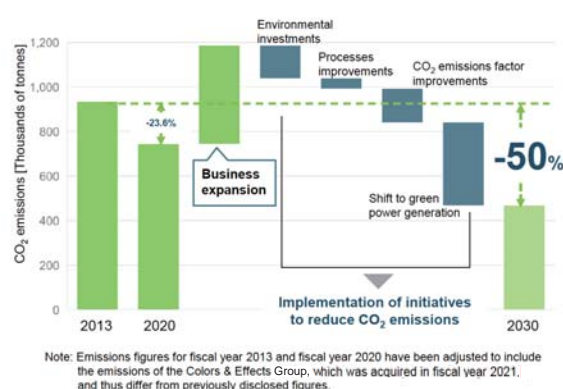 CO2 emissions [Thousands of tonnes]
1,200
1,000
800
600
400
200
0
-23.6%
Business
expansion
Environmental
investments
Processes
improvements
CO2 emissions factor
improvements
Shift to green
power generation
-50%
Implementation of initiatives
to reduce CO2 emissions
2013
2020
2030
Note: Emissions figures for fiscal year 2013 and fiscal year 2020 have been adjusted to include
the emissions of the Colors & Effects Group, which was acquired in fiscal year 2021,
and thus differ from previously disclosed figures.